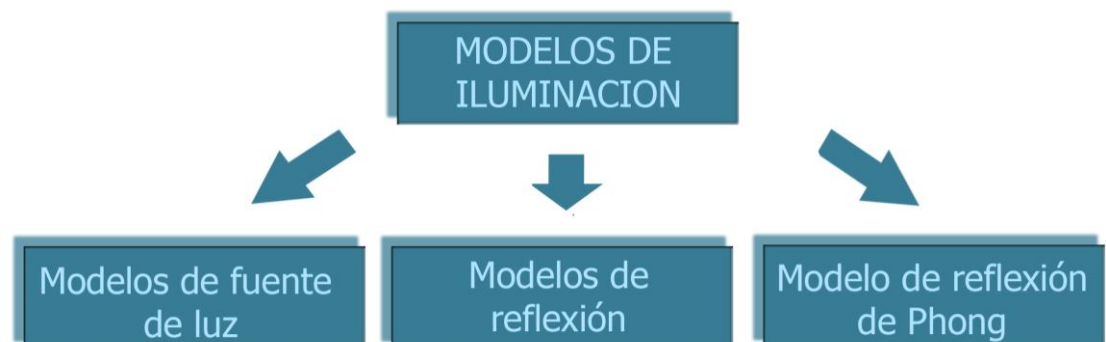 MODELOS DE
ILUMINACION
Modelos de fuente
de luz
Modelos de
reflexión
Modelo de reflexión
de Phong